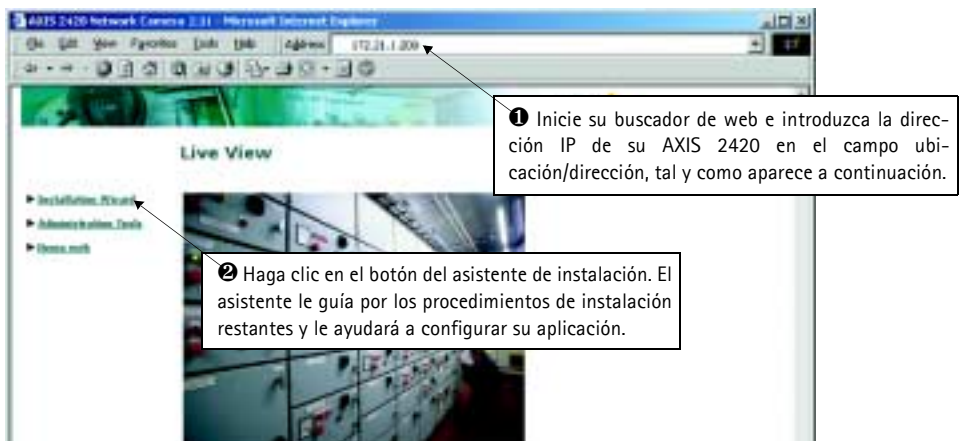 AXIS 2420 Network Camera 2.31 - Microsoft Internet Explorer
File Edit View Favorites Tools Help Address 172.21.1.200
❶ Inicie su buscador de web e introduzca la direc-
ción IP de su AXIS 2420 en el campo ubi-
cación/dirección, tal y como aparece a continuación.
Live View
Installation Wizard
Administration Tools
Home web
❷ Haga clic en el botón del asistente de instalación. El
asistente le guía por los procedimientos de instalación
restantes y le ayudará a configurar su aplicación.